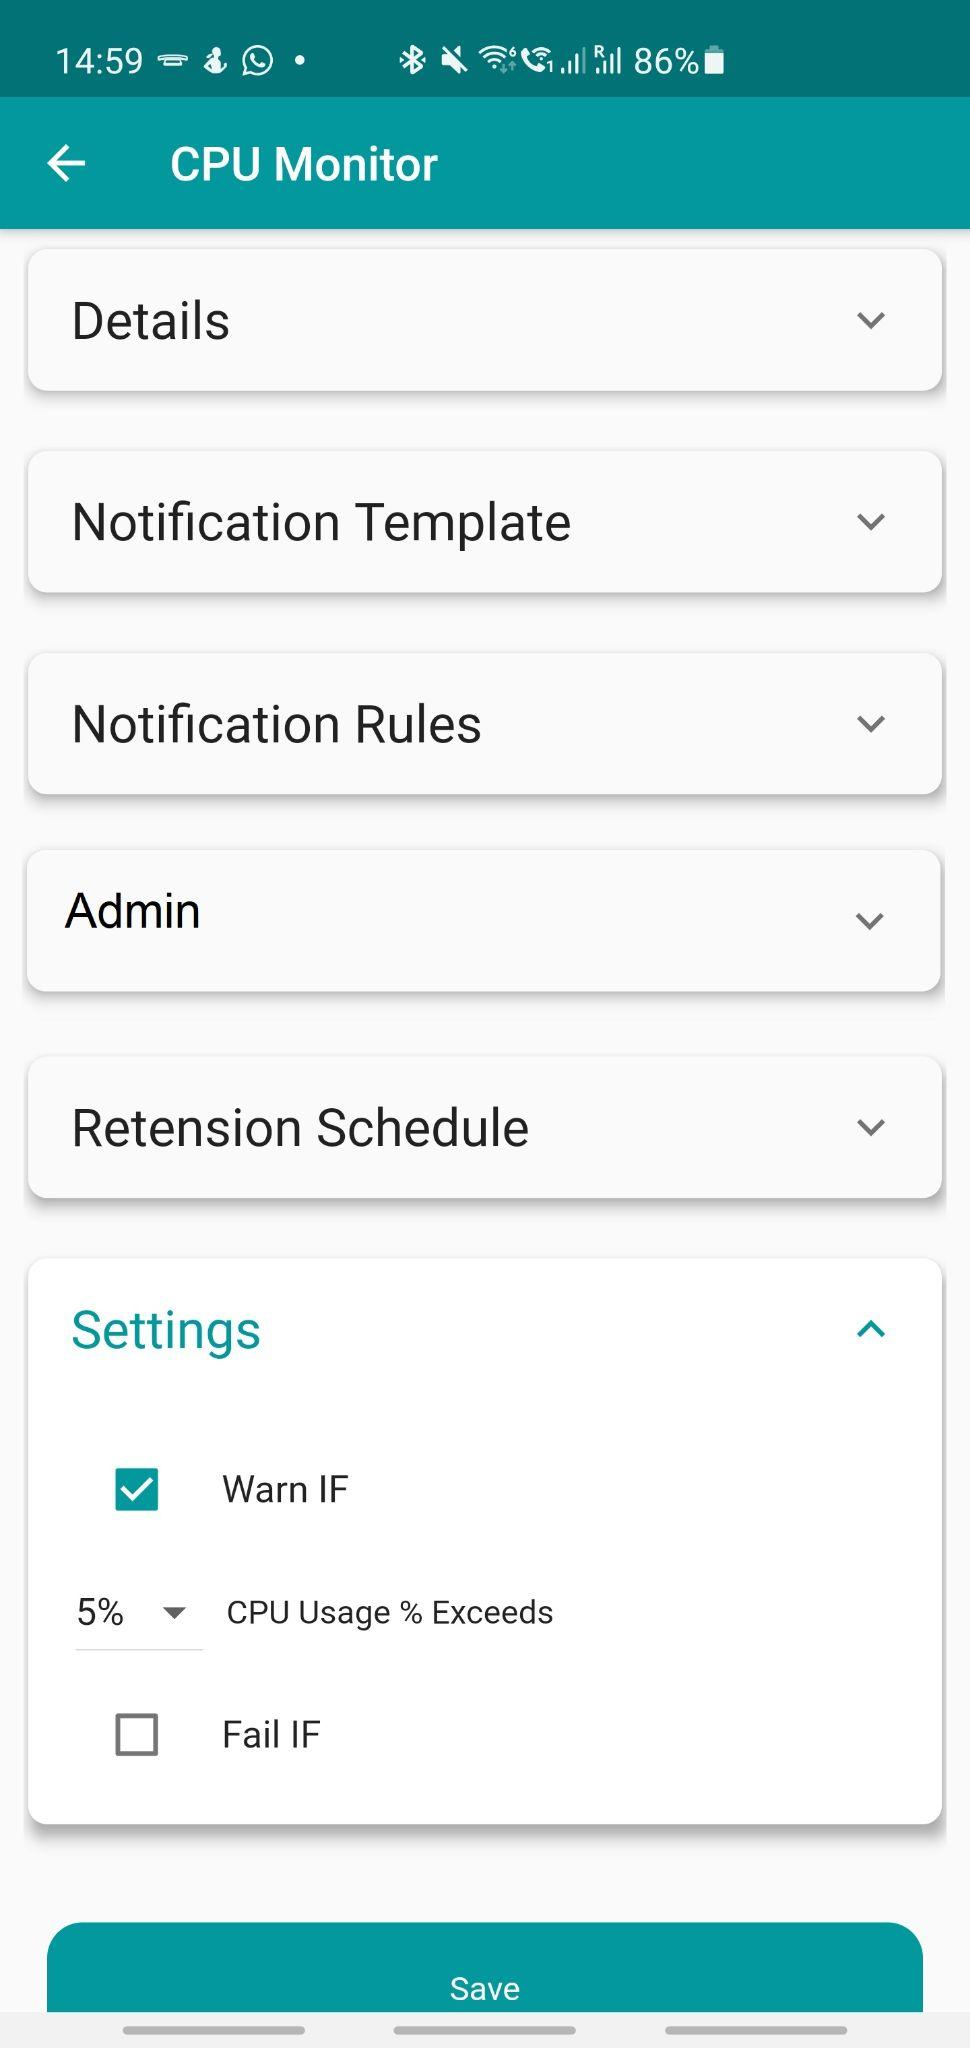 14:59 R 86%
CPU Monitor
Details
Notification Template
Notification Rules
Admin
Retension Schedule
Settings
Warn IF
5% CPU Usage % Exceeds
Fail IF
Save